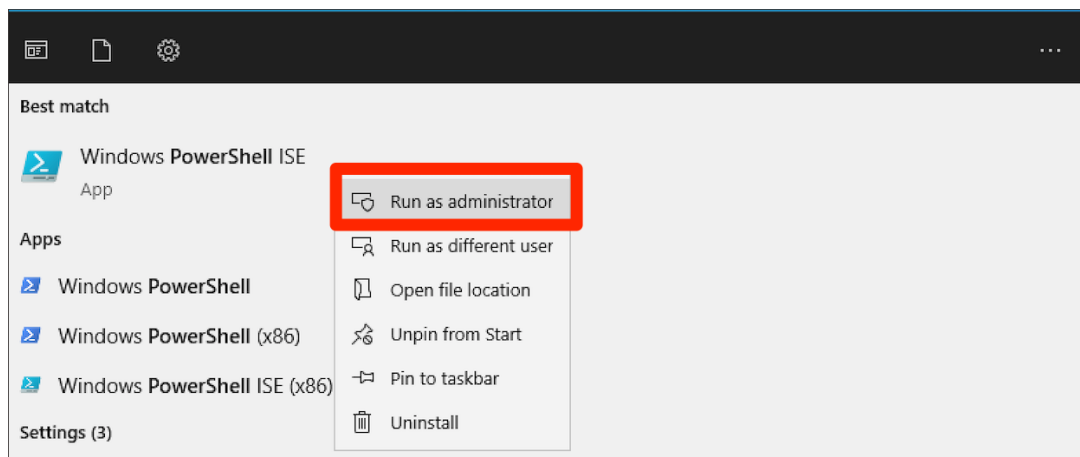 Best match
Windows PowerShell ISE
App
Run as administrator
Apps
Run as different user
Windows PowerShell
Open file location
Windows PowerShell (x86)
Unpin from Start
Windows PowerShell ISE (x86)
Pin to taskbar
Uninstall
Settings (3)